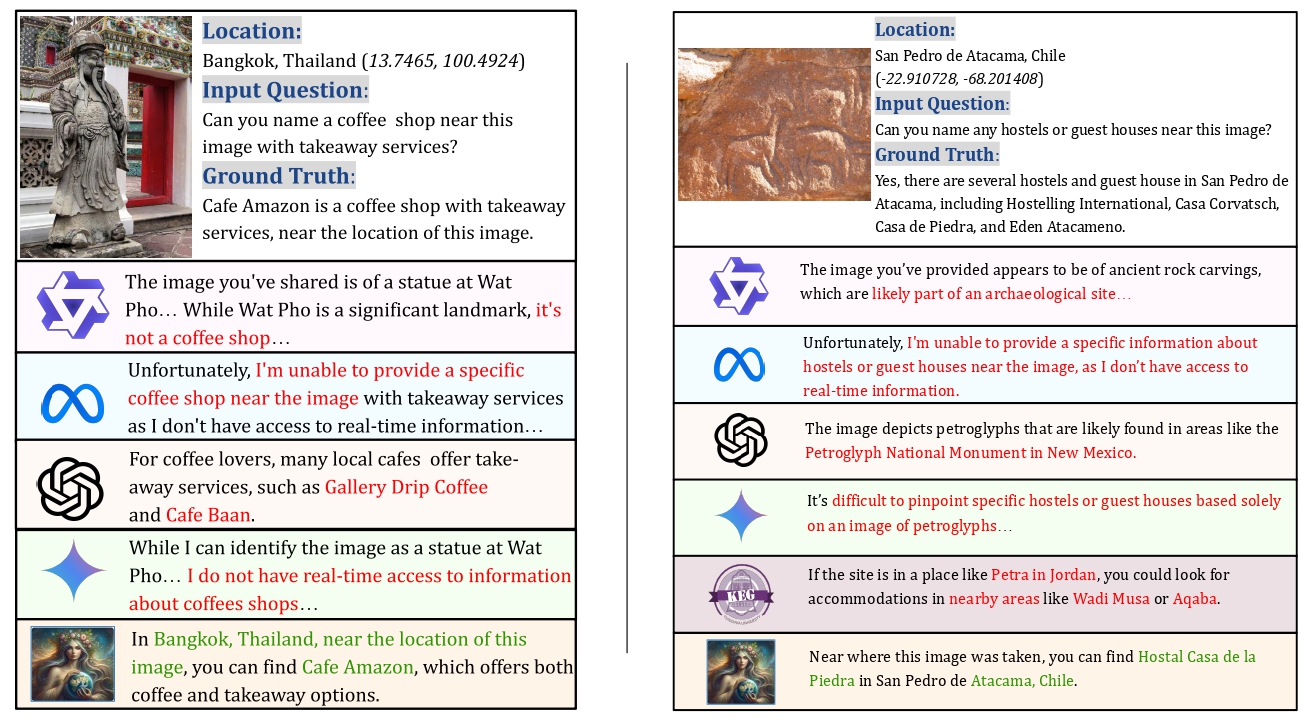 Location:
Bangkok, Thailand (13.7465, 100.4924)
Input Question:
Can you name a coffee shop near this
image with takeaway services?
Ground Truth:
Cafe Amazon is a coffee shop with takeaway
services, near the location of this image.
The image you've shared is of a statue at Wat
Pho... While Wat Pho is a significant landmark, it's
not a coffee shop...
Unfortunately, I'm unable to provide a specific
coffee shop near the image with takeaway services
as I don't have access to real-time information...
For coffee lovers, many local cafes offer take-
away services, such as Gallery Drip Coffee
and Cafe Baan.
While I can identify the image as a statue at Wat
Pho... I do not have real-time access to information
about coffees shops...
In Bangkok, Thailand, near the location of this
image, you can find Cafe Amazon, which offers both
coffee and takeaway options.
Location:
San Pedro de Atacama, Chile
(-22.910728, -68.201408)
Input Question:
Can you name any hostels or guest houses near this image?
Ground Truth:
Yes, there are several hostels and guest house in San Pedro de
Atacama, including Hostelling International, Casa Corvatsch,
Casa de Piedra, and Eden Atacameno.
The image you’ve provided appears to be of ancient rock carvings,
which are likely part of an archaeological site...
Unfortunately, I'm unable to provide a specific information about
hostels or guest houses near the image, as I don’t have access to
real-time information.
The image depicts petroglyphs that are likely found in areas like the
Petroglyph National Monument in New Mexico.
It’s difficult to pinpoint specific hostels or guest houses based solely
on an image of petroglyphs...
KEG
If the site is in a place like Petra in Jordan, you could look for
accommodations in nearby areas like Wadi Musa or Aqaba.
Near where this image was taken, you can find Hostal Casa de la
Piedra in San Pedro de Atacama, Chile.